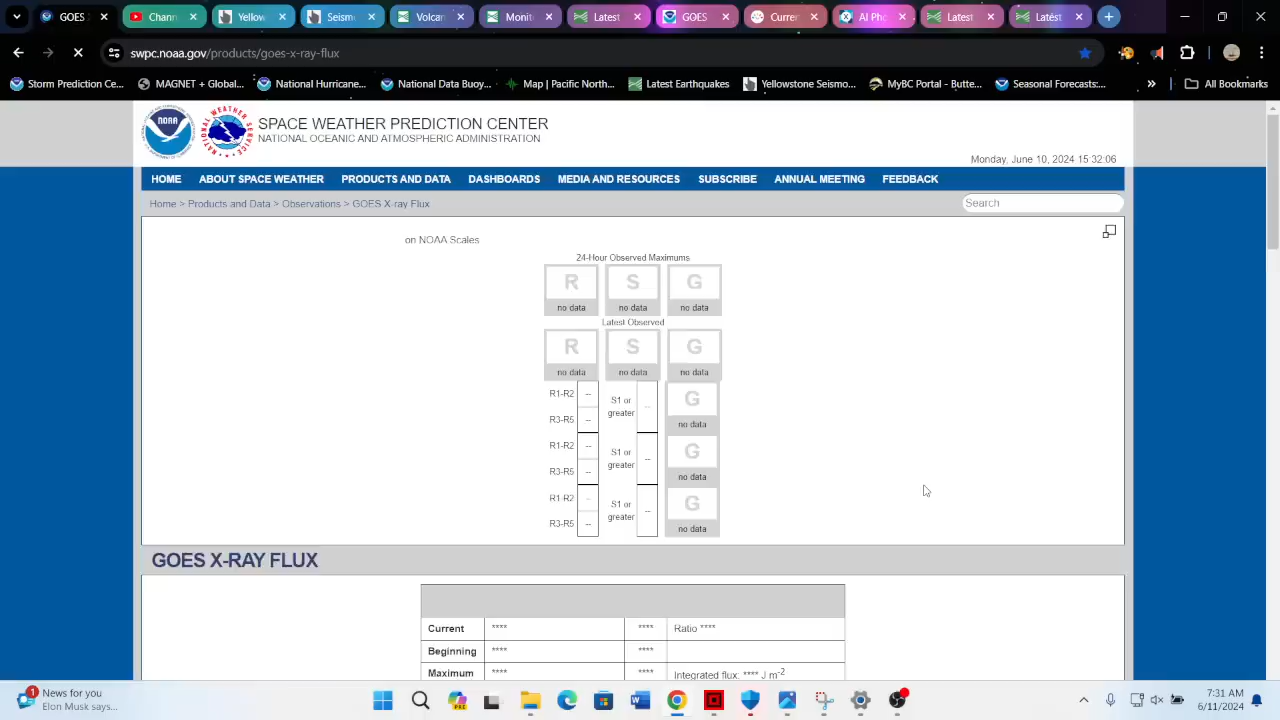 GOES
Chann
Yellow
Seism
Volcan
Monit
Latest
GOES
Curren
AI Pho
Latest
Latest
swpc.noaa.gov/products/goes-x-ray-flux
Storm Prediction Cen... MAGNET + Global... National Hurricane... National Data Buoy... Map | Pacific North... Latest Earthquakes Yellowstone Seismo... MyBC Portal - Butte... Seasonal Forecasts:... All Bookmarks
NOAA
NATIONAL WEATHER SERVICE
SPACE WEATHER PREDICTION CENTER
NATIONAL OCEANIC AND ATMOSPHERIC ADMINISTRATION
Monday, June 10, 2024 15:32:06
HOME ABOUT SPACE WEATHER PRODUCTS AND DATA DASHBOARDS MEDIA AND RESOURCES SUBSCRIBE ANNUAL MEETING FEEDBACK
Home > Products and Data > Observations > GOES X-ray Flux
Search
on NOAA Scales
24-Hour Observed Maximums
R S G
no data no data no data
Latest Observed
R S G
no data no data no data
R1-R2 -- S1 or greater -- G
R3-R5 -- no data
R1-R2 -- S1 or greater -- G
R3-R5 -- no data
R1-R2 -- S1 or greater -- G
R3-R5 -- no data
GOES X-RAY FLUX
Current **** **** Ratio ****
Beginning **** ****
Maximum **** **** Integrated flux: **** J m-2
1
News for you
Elon Musk says...
7:31 AM
6/11/2024